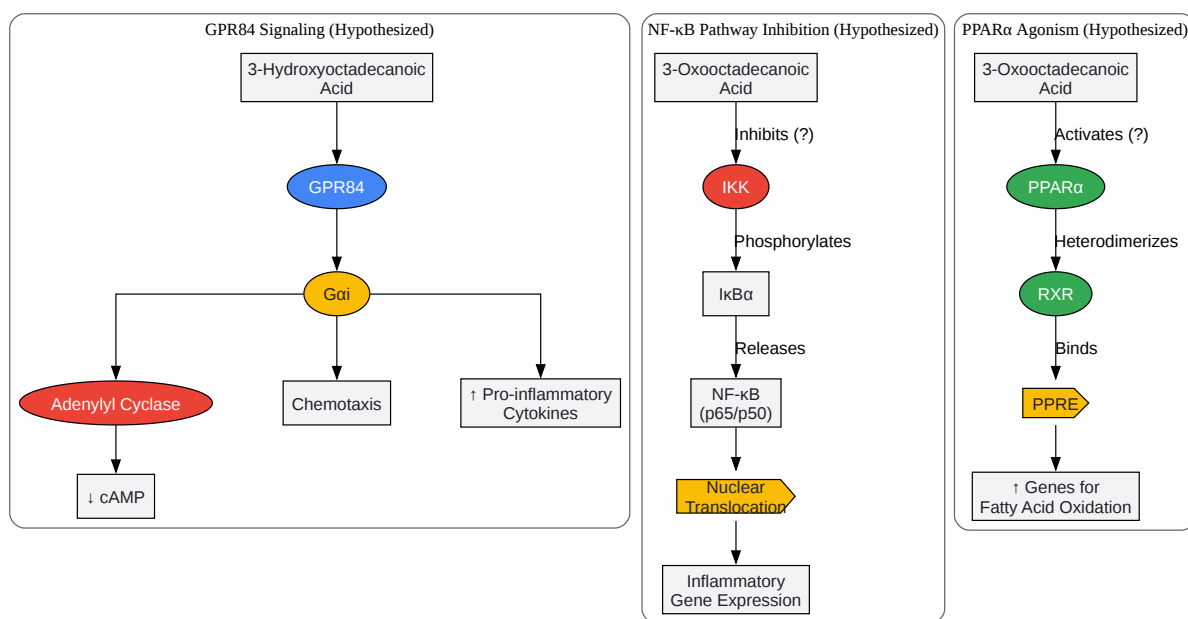 GPR84 Signaling (Hypothesized)
3-Hydroxyoctadecanoic
Acid
GPR84
Gαi
Adenylyl Cyclase
Chemotaxis
↑ Pro-inflammatory
Cytokines
↓ cAMP
NF-κB Pathway Inhibition (Hypothesized)
3-Oxooctadecanoic
Acid
Inhibits (?)
IKK
Phosphorylates
IκBα
Releases
NF-κB
(p65/p50)
Nuclear
Translocation
Inflammatory
Gene Expression
PPARα Agonism (Hypothesized)
3-Oxooctadecanoic
Acid
Activates (?)
PPARα
Heterodimerizes
RXR
Binds
PPRE
↑ Genes for
Fatty Acid Oxidation